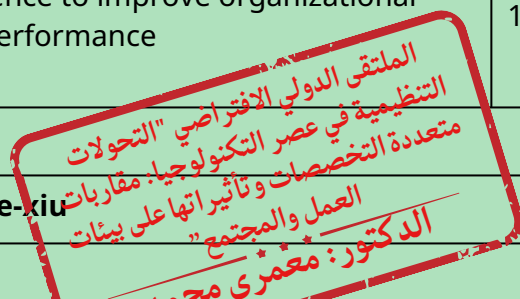 ence to improve organizational
erformance
1
الملتقى الدولي الافتراضي "التحولات
التنظيمية في عصر التكنولوجيا: مقاربات
متعددة التخصصات وتأثيراتها على بيئات
العمل والمجتمع"
e-xiu
الدكتور: معمري